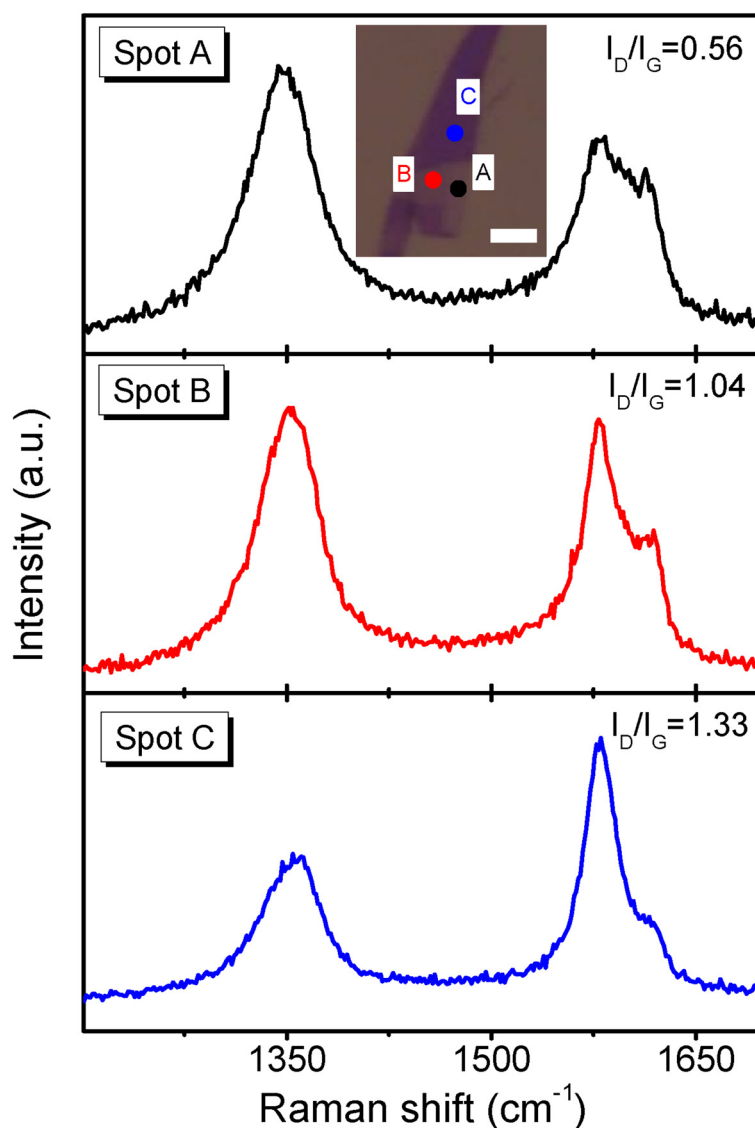 Spot A
I_D/I_G=0.56
C
B
A
Spot B
I_D/I_G=1.04
Spot C
I_D/I_G=1.33
Intensity (a.u.)
1350 1500 1650
Raman shift (cm⁻¹)